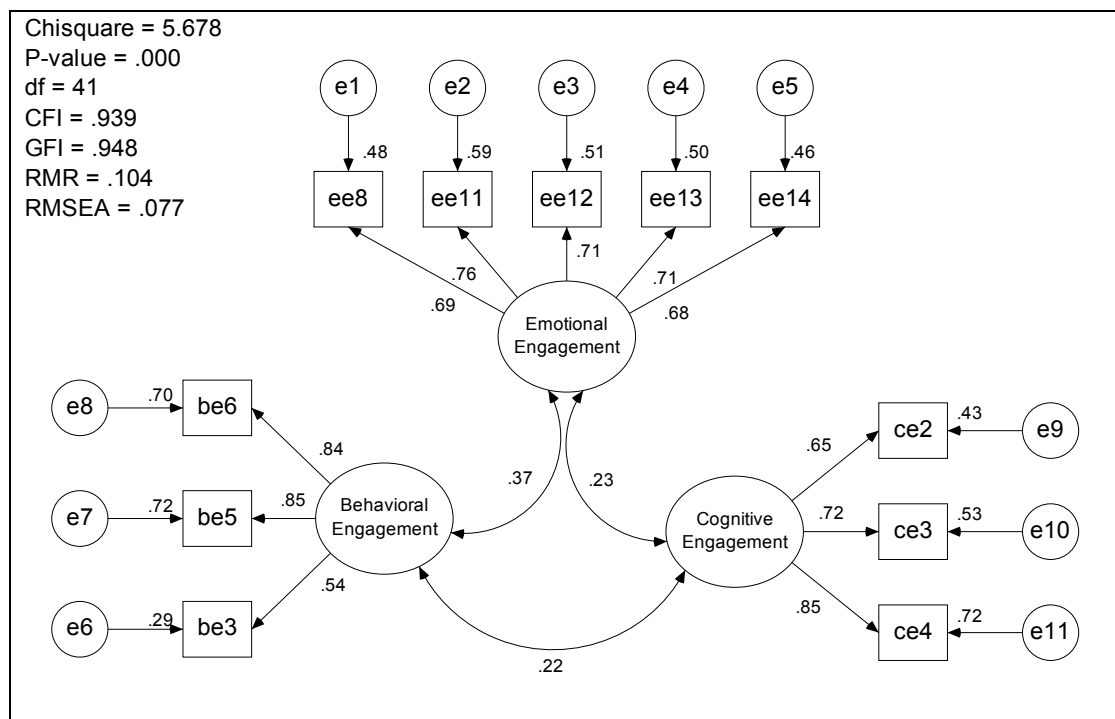 Chisquare = 5.678
P-value = .000
df = 41
CFI = .939
GFI = .948
RMR = .104
RMSEA = .077
e1 e2 e3 e4 e5
.48 .59 .51 .50 .46
ee8 ee11 ee12 ee13 ee14
.76 .71 .71
.69 .68
Emotional
Engagement
e8 .70 be6
.84
.37 .23
e7 .72 be5 .85
Behavioral
Engagement
.54
e6 .29 be3
.65 ce2 .43 e9
Cognitive
Engagement
.72 ce3 .53 e10
.85 ce4 .72 e11
.22